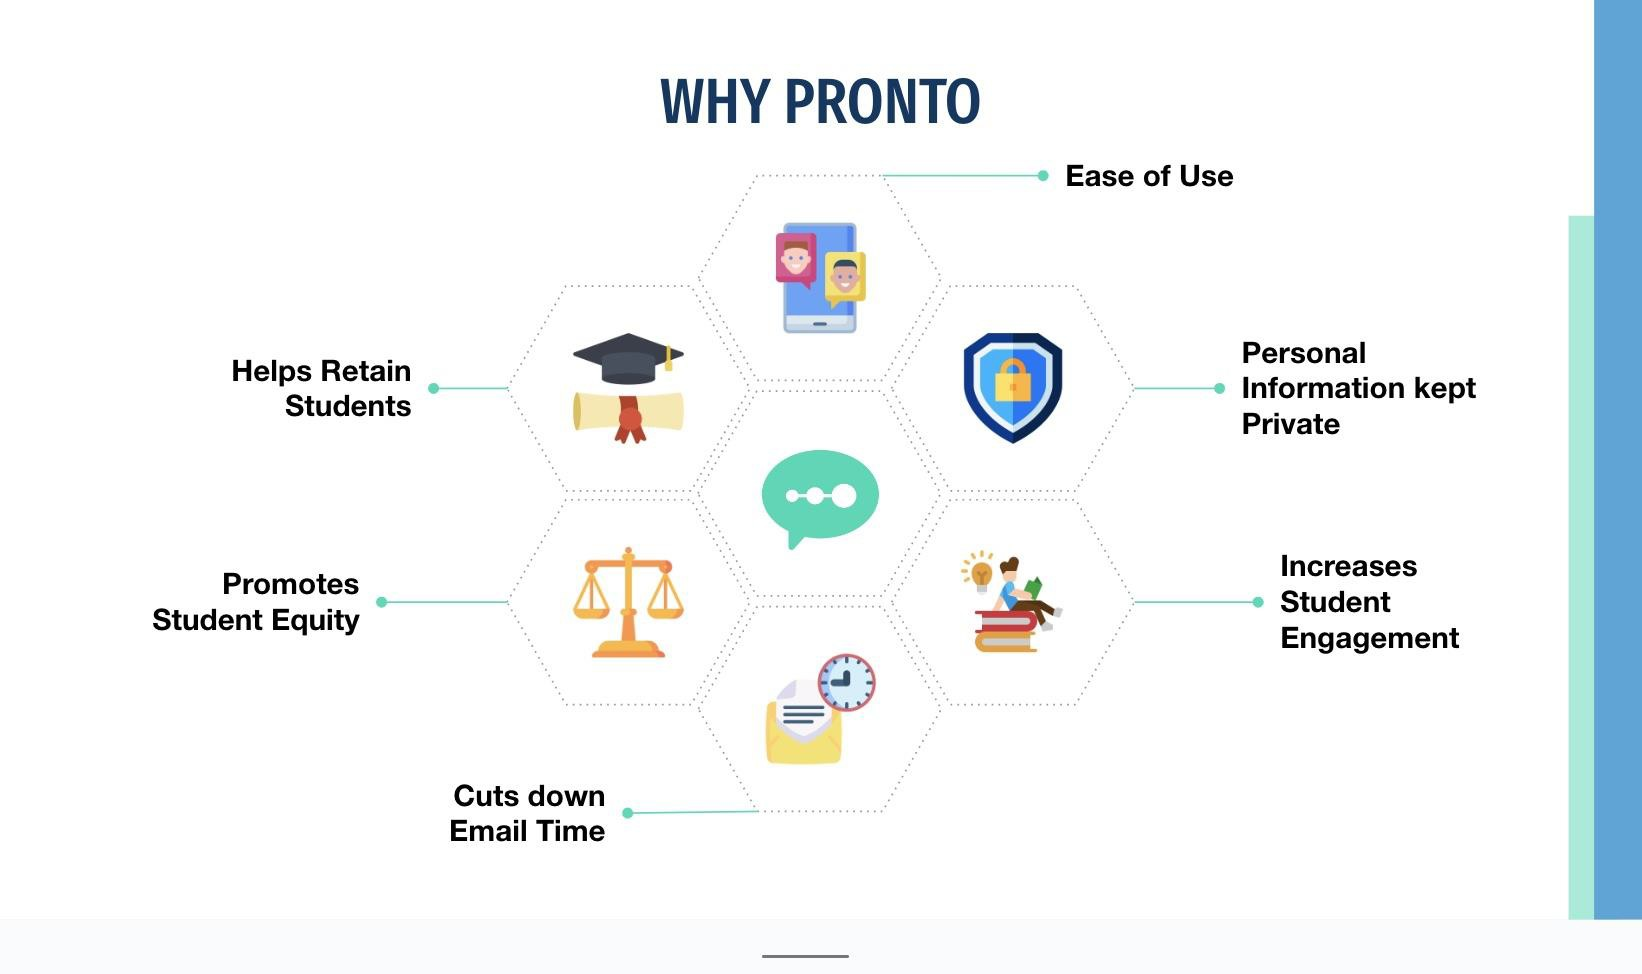 WHY PRONTO
Ease of Use
Helps Retain
Students
Personal
Information kept
Private
Promotes
Student Equity
Increases
Student
Engagement
Cuts down
Email Time